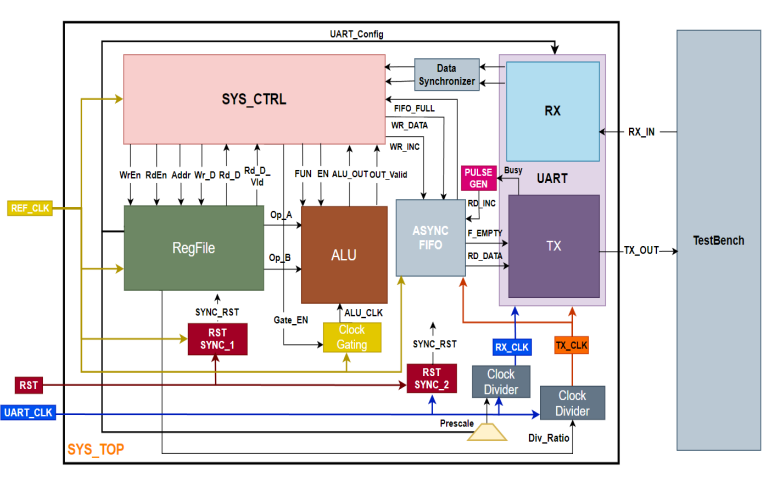 UART_Config
SYS_CTRL
Data
Synchronizer
RX
FIFO_FULL
WR_DATA
WR_INC
RX_IN
WrEn
RdEn
Addr
Wr_D
Rd_D
Rd_D_
Vld
FUN
EN
ALU_OUT
OUT_Valid
PULSE
GEN
Busy
UART
RD_INC
REF_CLK
RegFile
Op_A
Op_B
ALU
ASYNC
FIFO
F_EMPTY
RD_DATA
TX
TX_OUT
TestBench
SYNC_RST
Gate_EN
ALU_CLK
RST
SYNC_1
Clock
Gating
SYNC_RST
RX_CLK
TX_CLK
RST
RST
SYNC_2
Clock
Divider
Clock
Divider
UART_CLK
Prescale
Div_Ratio
SYS_TOP